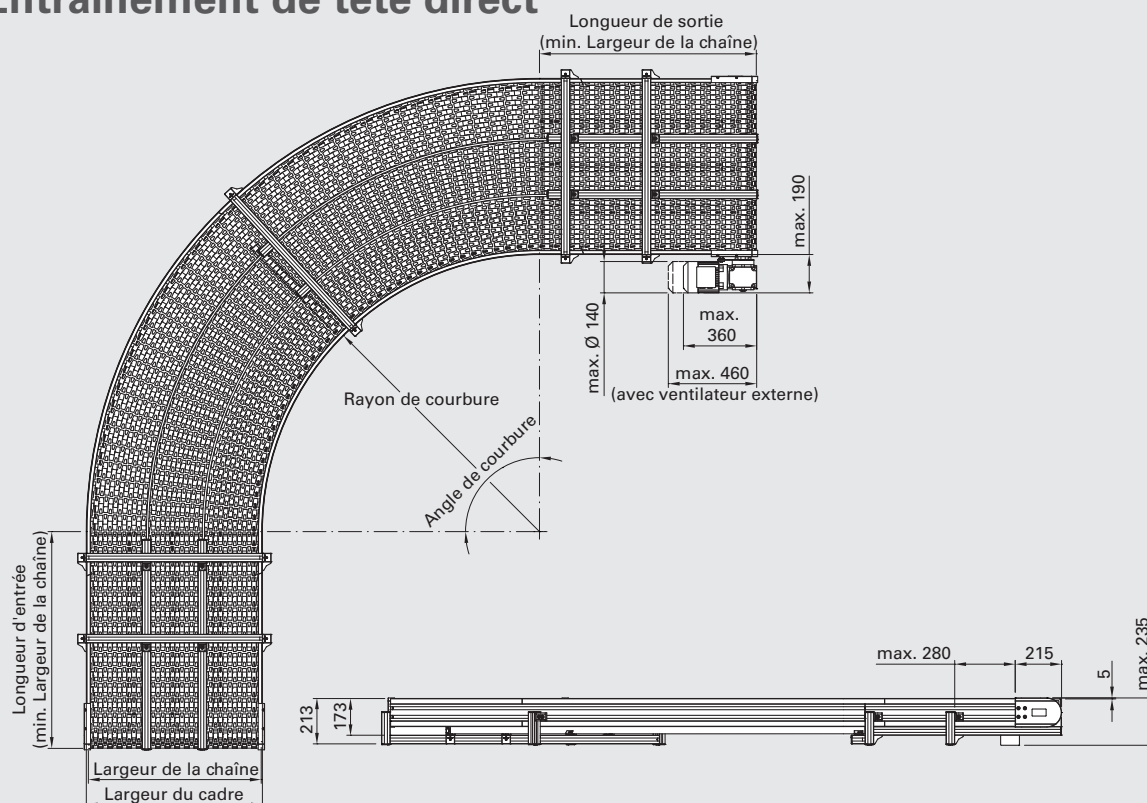 Entraînement de tête direct
Longueur de sortie
(min. Largeur de la chaîne)
max. 190
max. Ø 140
max.
360
max. 460
(avec ventilateur externe)
Rayon de courbure
Angle de courbure
Longueur d'entrée
(min. Largeur de la chaîne)
max. 280
215
5
max. 235
213
173
Largeur de la chaîne
Largeur du cadre